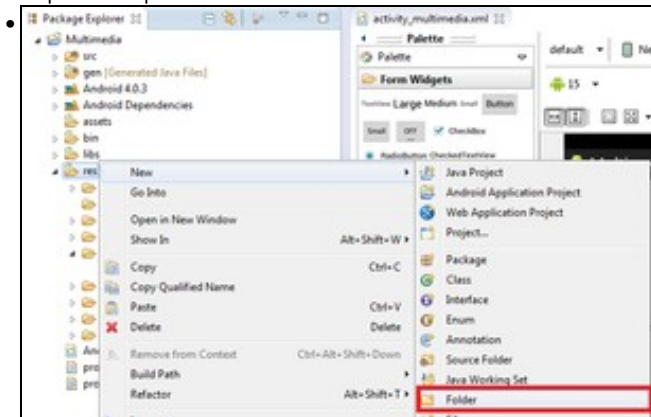 Package Explorer
activity_multimedia.xml
Multimedia
src
gen [Generated Java Files]
Android 4.0.3
Android Dependencies
assets
bin
libs
res
Palette
Palette
Form Widgets
TextView Large Medium Small Button
Small OFF CheckBox
RadioButton CheckedTextView
default
15
New
Go Into
Open in New Window
Show In Alt+Shift+W
Copy Ctrl+C
Copy Qualified Name
Paste Ctrl+V
Delete Delete
Remove from Context Ctrl+Alt+Shift+Down
Build Path
Refactor Alt+Shift+T
Java Project
Android Application Project
Web Application Project
Project...
Package
Class
Interface
Enum
Annotation
Source Folder
Java Working Set
Folder